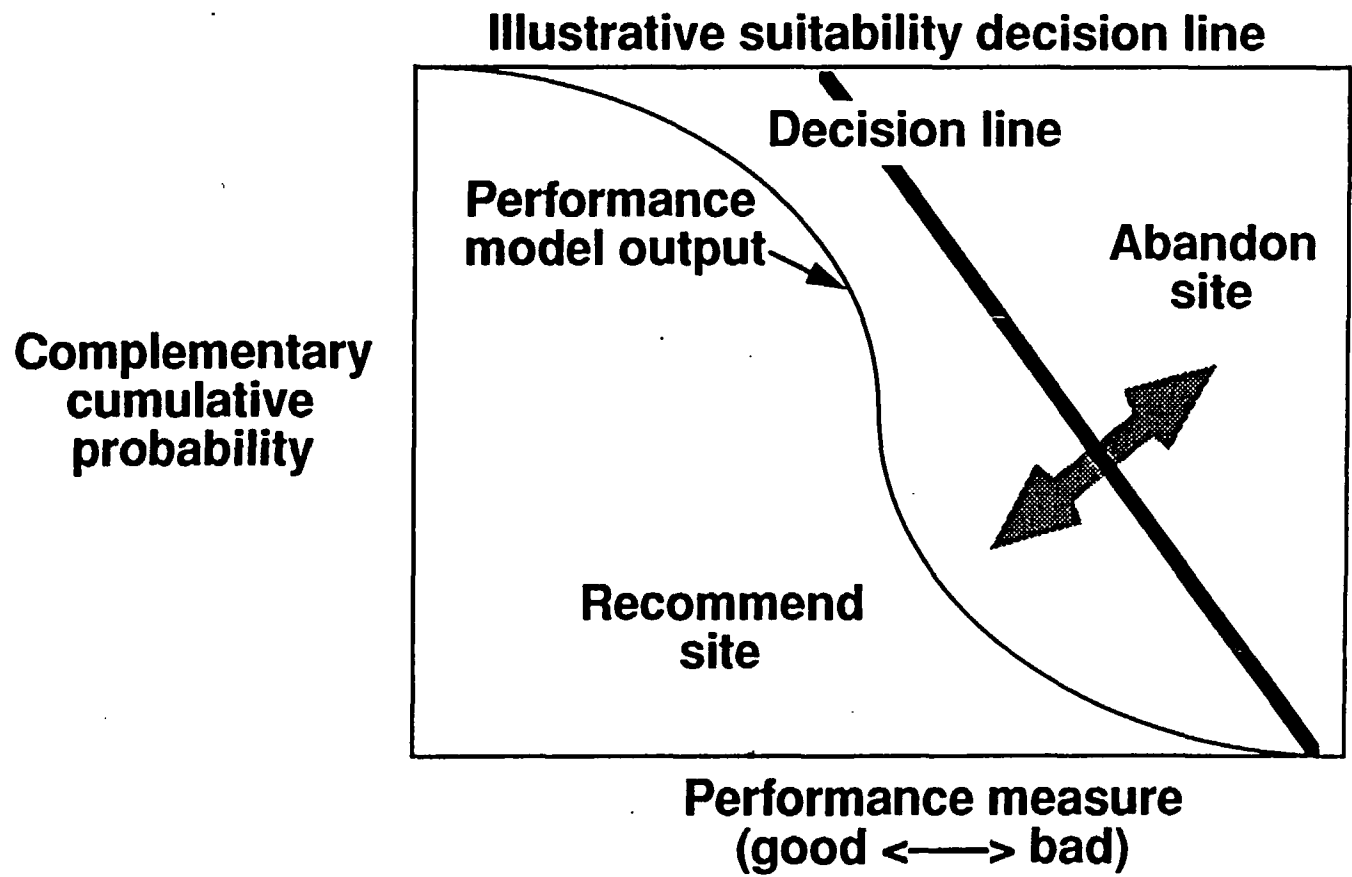 Illustrative suitability decision line
Decision line
Performance
model output
Abandon
site
Complementary
cumulative
probability
Recommend
site
Performance measure
(good <——> bad)